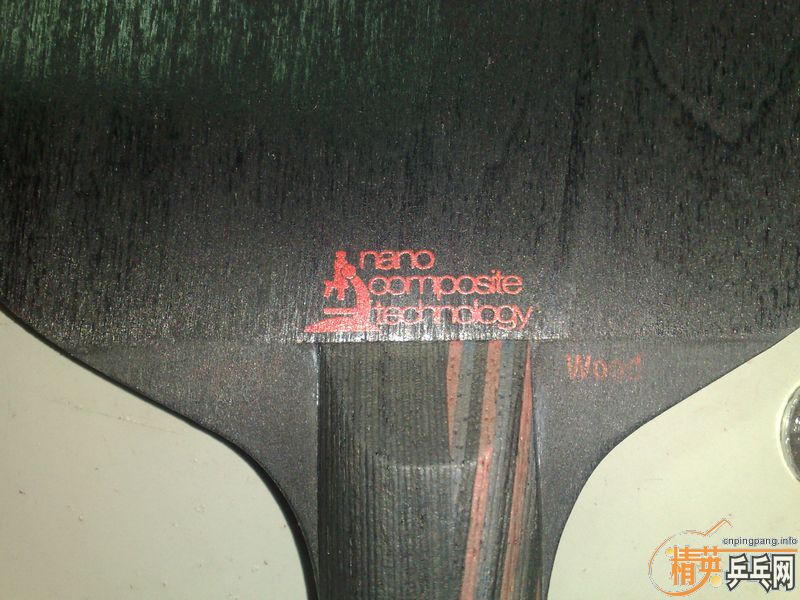 nano
composite
technology
Wood
cnpingpang.info
精英乒乓网